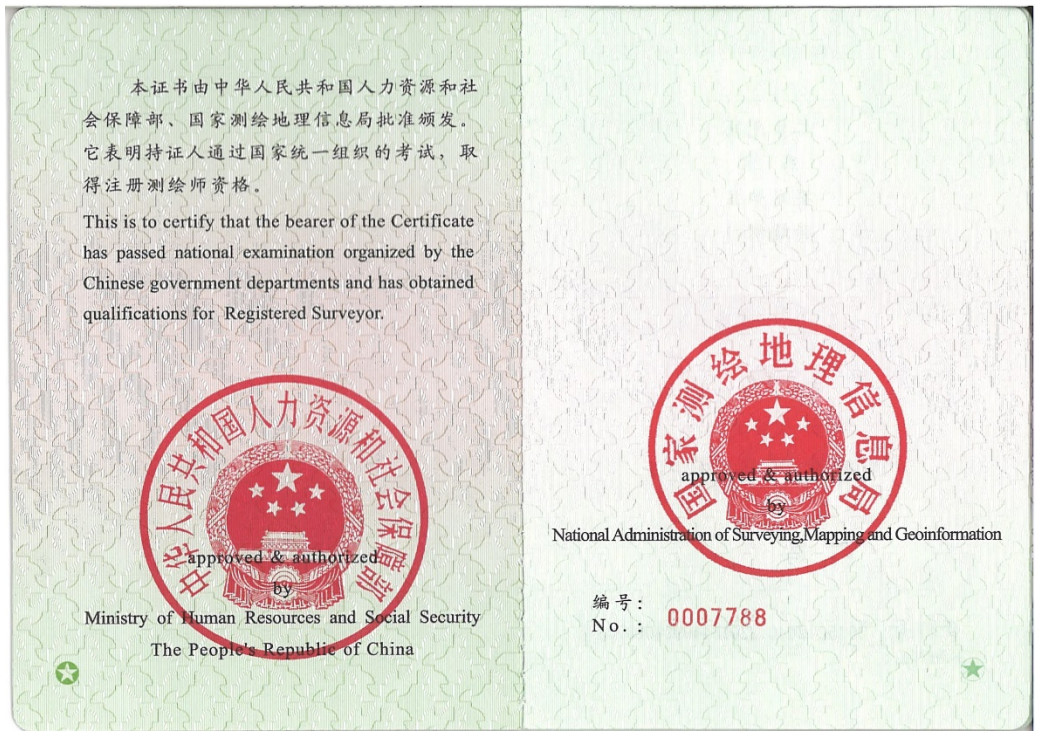 本证书由中华人民共和国人力资源和社
会保障部、国家测绘地理信息局批准颁发。
它表明持证人通过国家统一组织的考试，取
得注册测绘师资格。
This is to certify that the bearer of the Certificate
has passed national examination organized by the
Chinese government departments and has obtained
qualifications for Registered Surveyor.
中华人民共和国人力资源和社会保障部
approved & authorized
by
Ministry of Human Resources and Social Security
The People's Republic of China
国家测绘地理信息局
approved & authorized
by
National Administration of Surveying,Mapping and Geoinformation
编号：
No.：
0007788